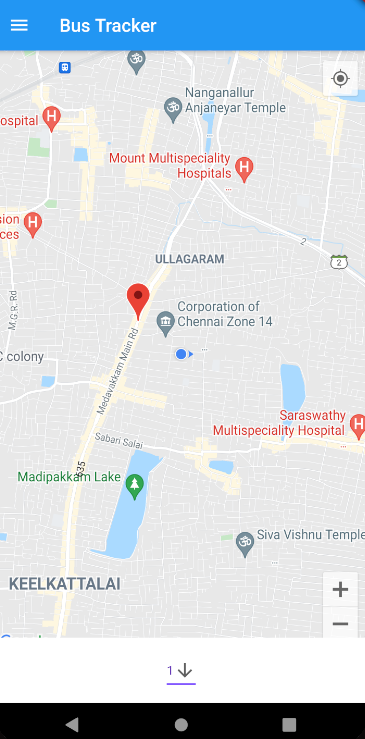 Bus Tracker
Nanganallur
Anjaneyar Temple
ospital
H
Mount Multispeciality
Hospitals
H
sion
ces
H
ULLAGARAM
2
2
M.G.R. Rd
Corporation of
Chennai Zone 14
C colony
Medavakkam Main Rd
Saraswathy
Multispeciality Hospital
H
Sabari Salai
635
Madipakkam Lake
Siva Vishnu Temple
KEELKATTALAI
+
−
1